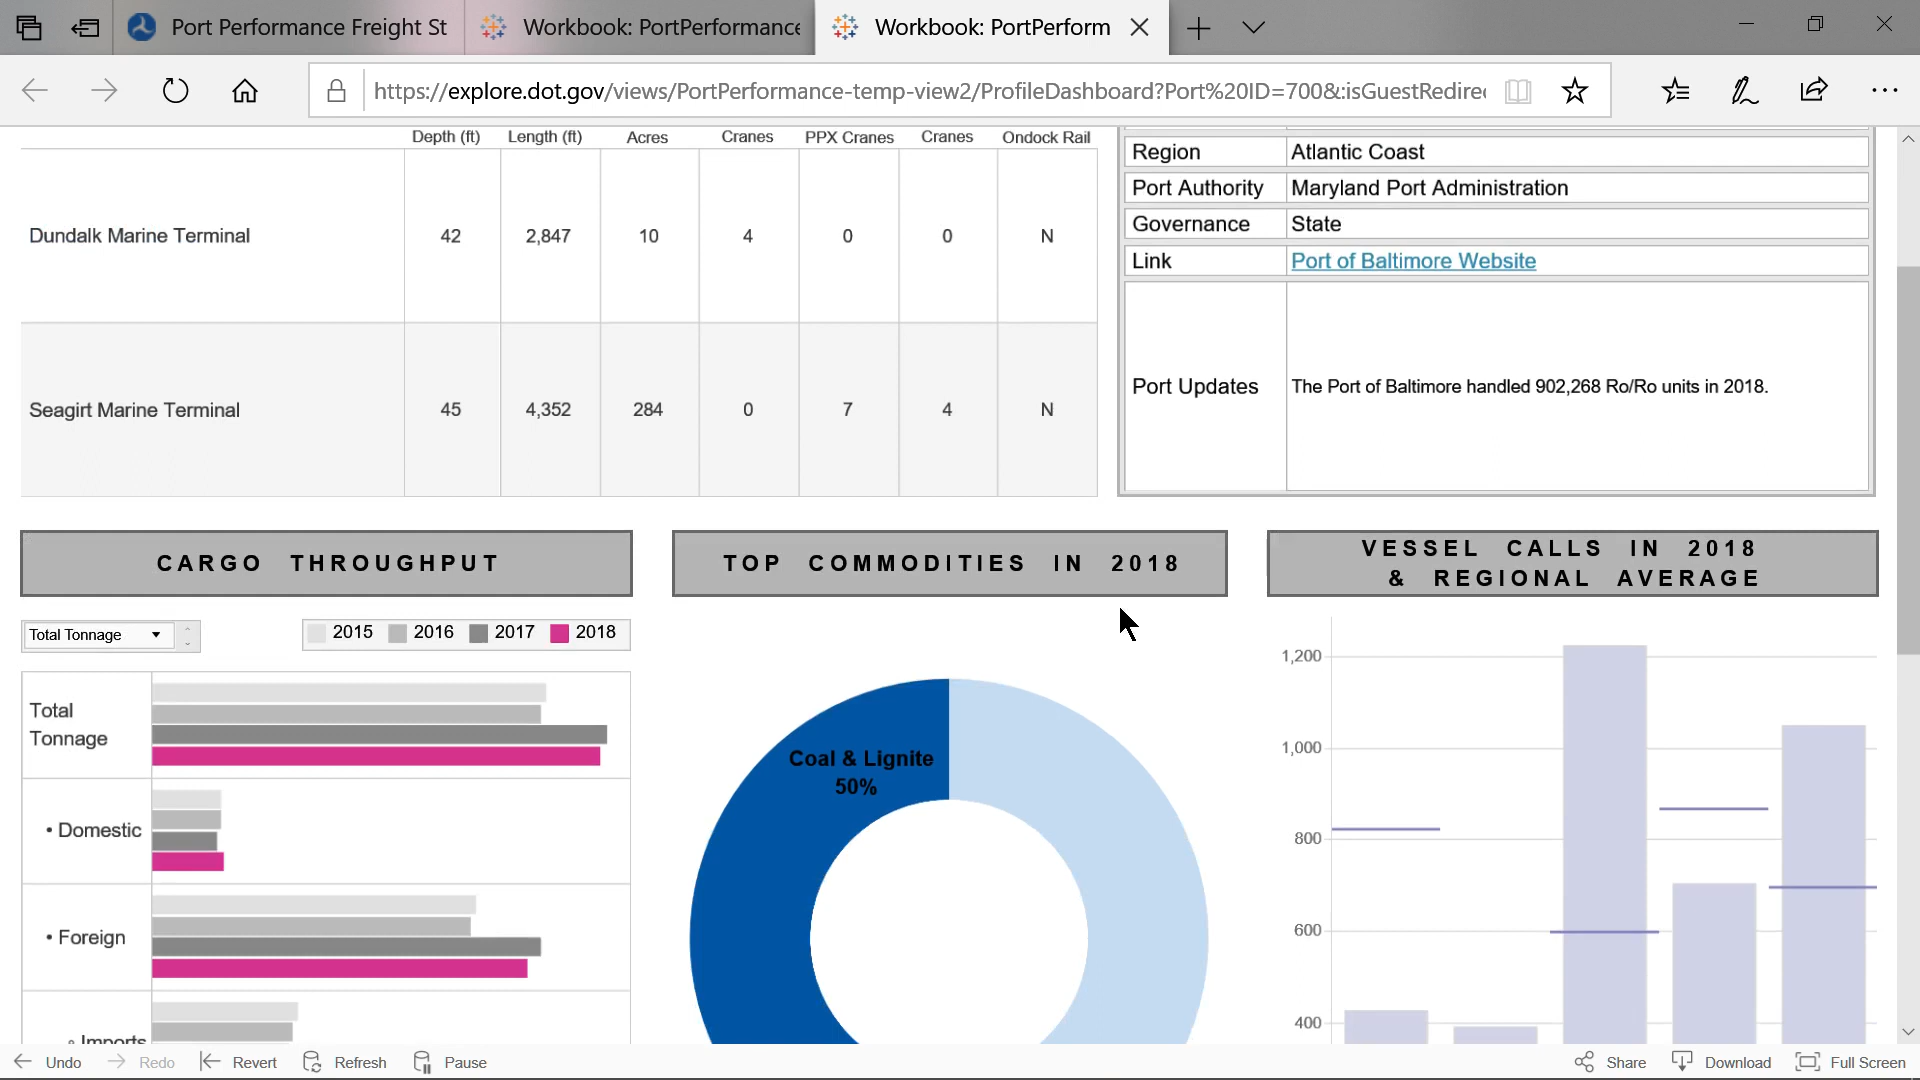 Port Performance Freight St
Workbook: PortPerformance
Workbook: PortPerform
https://explore.dot.gov/views/PortPerformance-temp-view2/ProfileDashboard?Port%20ID=700&:isGuestRedirec
Depth (ft) Length (ft) Acres Cranes PPX Cranes Cranes Ondock Rail
Dundalk Marine Terminal 42 2,847 10 4 0 0 N
Seagirt Marine Terminal 45 4,352 284 0 7 4 N
Region Atlantic Coast
Port Authority Maryland Port Administration
Governance State
Link Port of Baltimore Website
Port Updates The Port of Baltimore handled 902,268 Ro/Ro units in 2018.
CARGO THROUGHPUT
Total Tonnage
2015 2016 2017 2018
Total
Tonnage
• Domestic
• Foreign
Imports
TOP COMMODITIES IN 2018
Coal & Lignite
50%
VESSEL CALLS IN 2018
& REGIONAL AVERAGE
1,200
1,000
800
600
400
Undo Redo Revert Refresh Pause
Share Download Full Screen